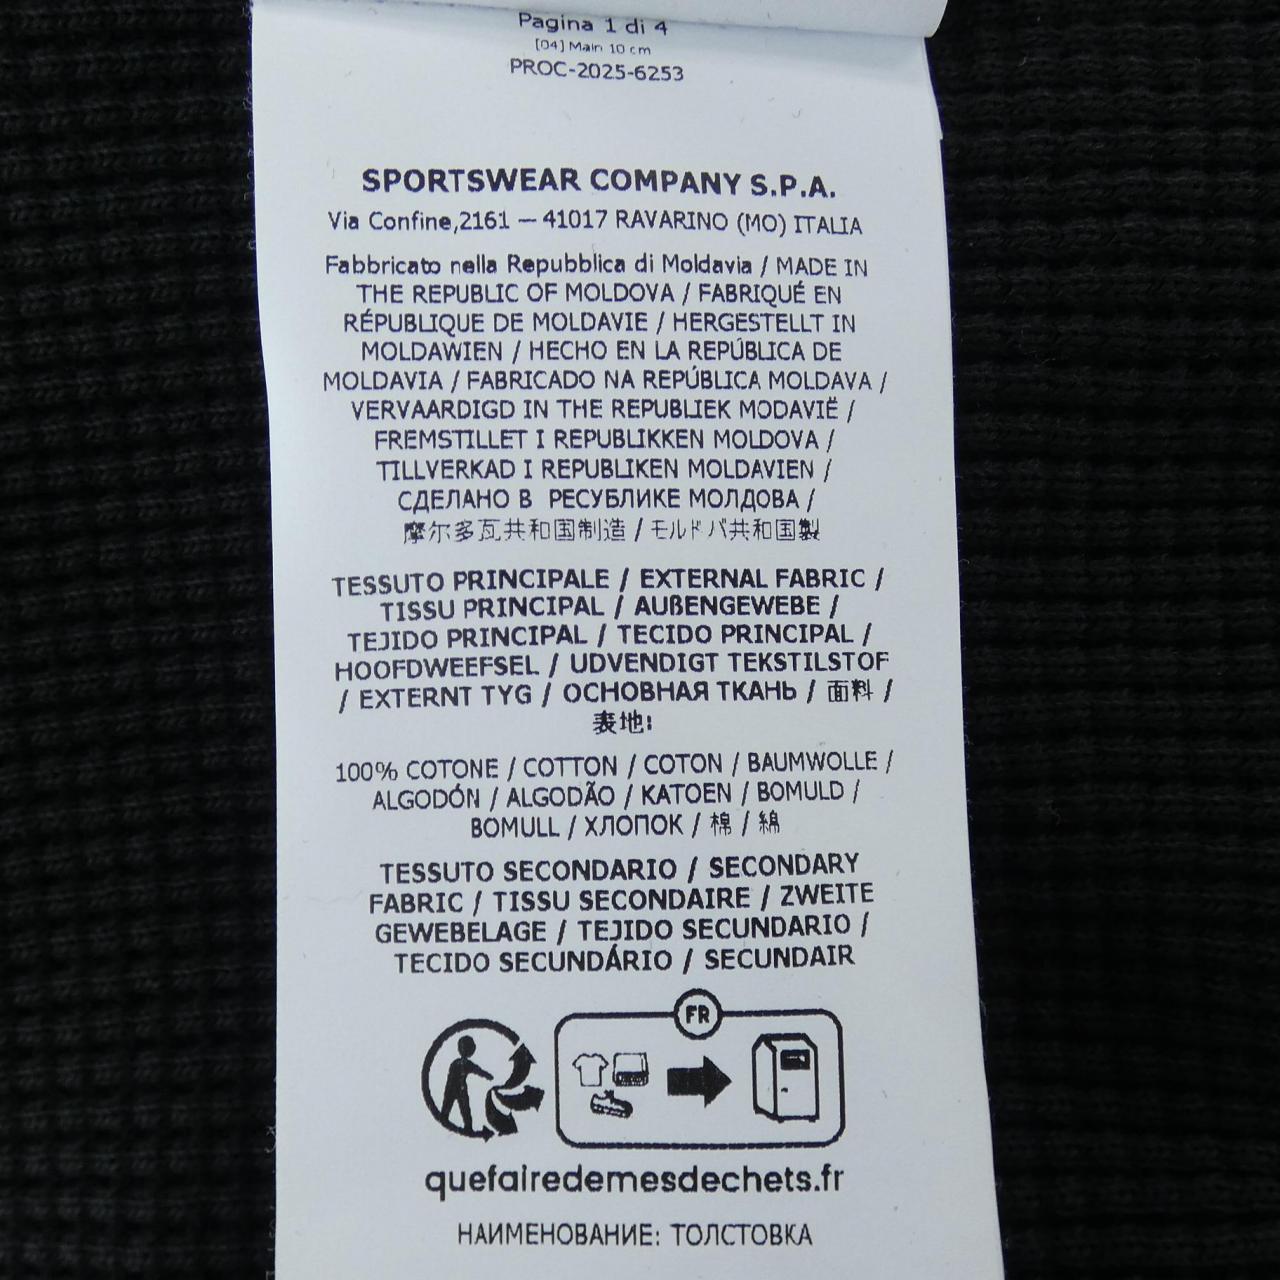 Pagina 1 di 4
[04] Main 10 cm
PROC-2025-6253
SPORTSWEAR COMPANY S.P.A.
Via Confine,2161 – 41017 RAVARINO (MO) ITALIA
Fabbricato nella Repubblica di Moldavia / MADE IN
THE REPUBLIC OF MOLDOVA / FABRIQUÉ EN
RÉPUBLIQUE DE MOLDAVIE / HERGESTELLT IN
MOLDAWIEN / HECHO EN LA REPÚBLICA DE
MOLDAVIA / FABRICADO NA REPÚBLICA MOLDAVA /
VERVAARDIGD IN THE REPUBLIEK MODAVIË /
FREMSTILLET I REPUBLIKKEN MOLDOVA /
TILLVERKAD I REPUBLIKEN MOLDAVIEN /
СДЕЛАНО В РЕСУБЛИКЕ МОЛДОВА /
摩尔多瓦共和国制造 / モルドバ共和国製
TESSUTO PRINCIPALE / EXTERNAL FABRIC /
TISSU PRINCIPAL / AUßENGEWEBE /
TEJIDO PRINCIPAL / TECIDO PRINCIPAL /
HOOFDWEEFSEL / UDVENDIGT TEKSTILSTOF
/ EXTERNT TYG / ОСНОВНАЯ ТКАНЬ / 面料 /
表地:
100% COTONE / COTTON / COTON / BAUMWOLLE /
ALGODÓN / ALGODÃO / KATOEN / BOMULD /
BOMULL / ХЛОПОК / 棉 / 綿
TESSUTO SECONDARIO / SECONDARY
FABRIC / TISSU SECONDAIRE / ZWEITE
GEWEBELAGE / TEJIDO SECUNDARIO /
TECIDO SECUNDÁRIO / SECUNDAIR
FR
quefairedemesdechets.fr
НАИМЕНОВАНИЕ: ТОЛСТОВКА